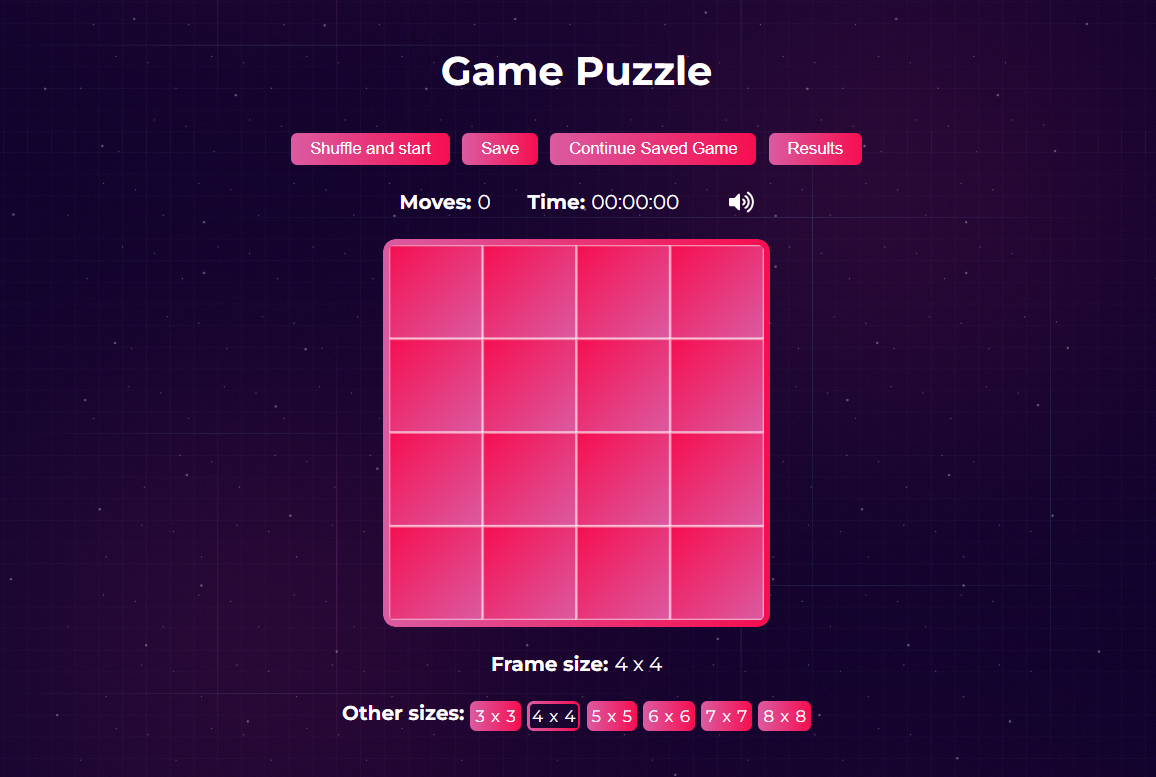 Game Puzzle
Shuffle and start Save Continue Saved Game Results
Moves: 0 Time: 00:00:00
Frame size: 4 x 4
Other sizes: 3 x 3 4 x 4 5 x 5 6 x 6 7 x 7 8 x 8